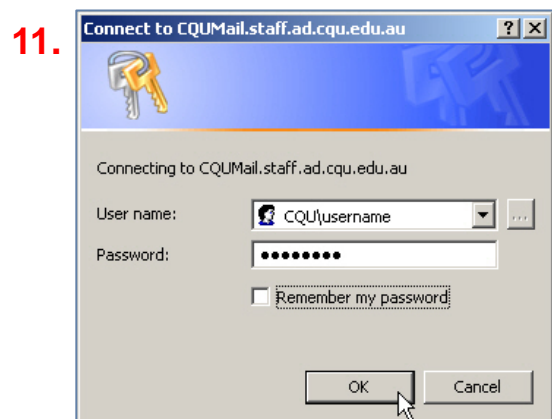 11.
Connect to CQUMail.staff.ad.cqu.edu.au
Connecting to CQUMail.staff.ad.cqu.edu.au
User name: CQU\username ...
Password: ●●●●●●●●
Remember my password
OK Cancel